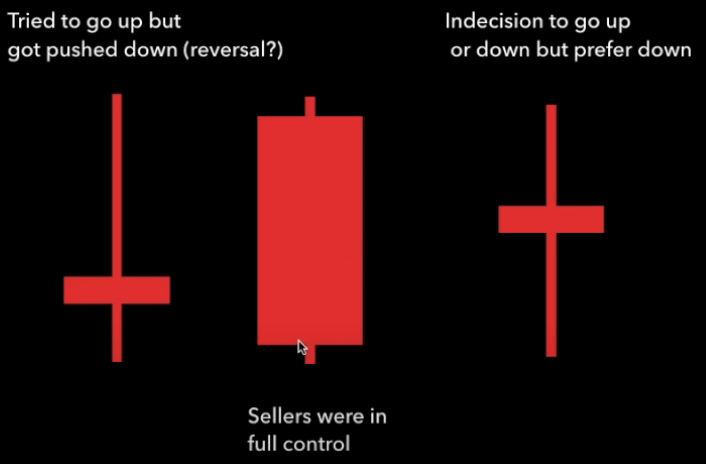 Tried to go up but
got pushed down (reversal?)
Indecision to go up
or down but prefer down
Sellers were in
full control